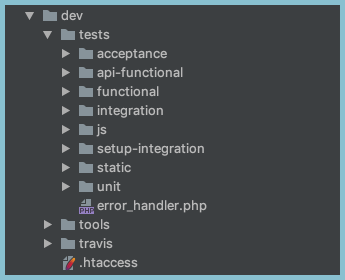 dev
tests
acceptance
api-functional
functional
integration
js
setup-integration
static
unit
PHP error_handler.php
tools
travis
.htaccess